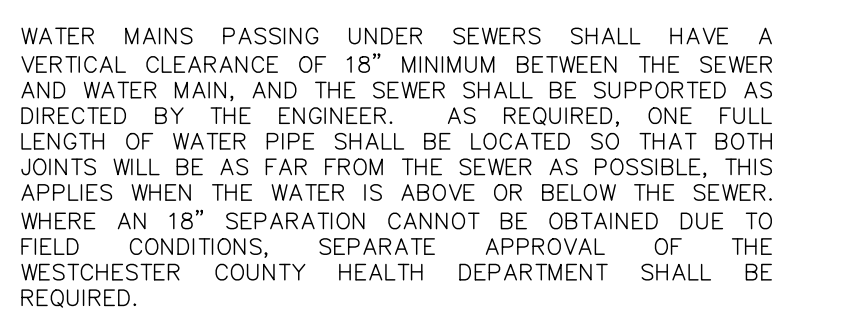 WATER MAINS PASSING UNDER SEWERS SHALL HAVE A
VERTICAL CLEARANCE OF 18” MINIMUM BETWEEN THE SEWER
AND WATER MAIN, AND THE SEWER SHALL BE SUPPORTED AS
DIRECTED BY THE ENGINEER. AS REQUIRED, ONE FULL
LENGTH OF WATER PIPE SHALL BE LOCATED SO THAT BOTH
JOINTS WILL BE AS FAR FROM THE SEWER AS POSSIBLE, THIS
APPLIES WHEN THE WATER IS ABOVE OR BELOW THE SEWER.
WHERE AN 18” SEPARATION CANNOT BE OBTAINED DUE TO
FIELD CONDITIONS, SEPARATE APPROVAL OF THE
WESTCHESTER COUNTY HEALTH DEPARTMENT SHALL BE
REQUIRED.